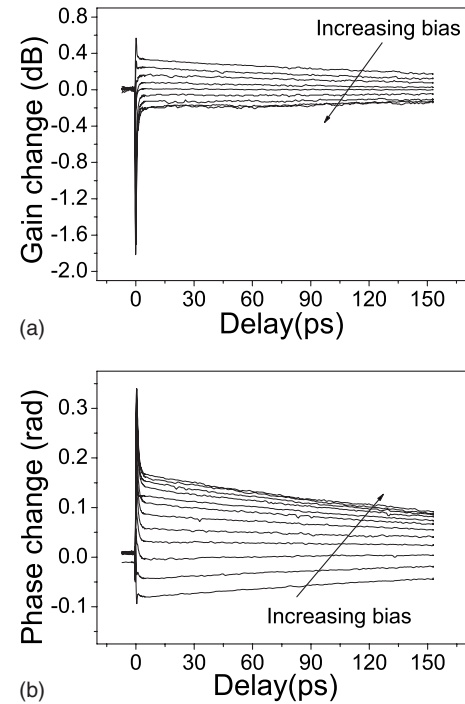 Increasing bias
Gain change (dB)
0.8
0.4
0.0
-0.4
-0.8
-1.2
-1.6
-2.0
0 30 60 90 120 150
Delay(ps)
(a)
Phase change (rad)
0.3
0.2
0.1
0.0
-0.1
Increasing bias
0 30 60 90 120 150
Delay(ps)
(b)